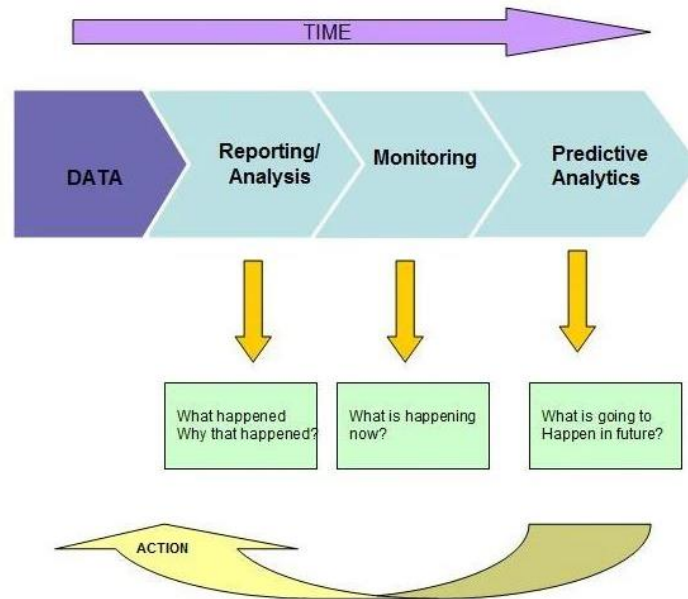 TIME
DATA
Reporting/
Analysis
Monitoring
Predictive
Analytics
What happened
Why that happened?
What is happening
now?
What is going to
Happen in future?
ACTION